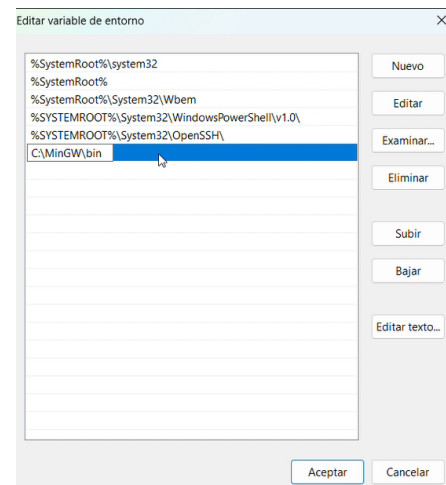 Editar variable de entorno
%SystemRoot%\system32
%SystemRoot%
%SystemRoot%\System32\Wbem
%SYSTEMROOT%\System32\WindowsPowerShell\v1.0\
%SYSTEMROOT%\System32\OpenSSH\
C:\MinGW\bin
Nuevo
Editar
Examinar...
Eliminar
Subir
Bajar
Editar texto...
Aceptar
Cancelar